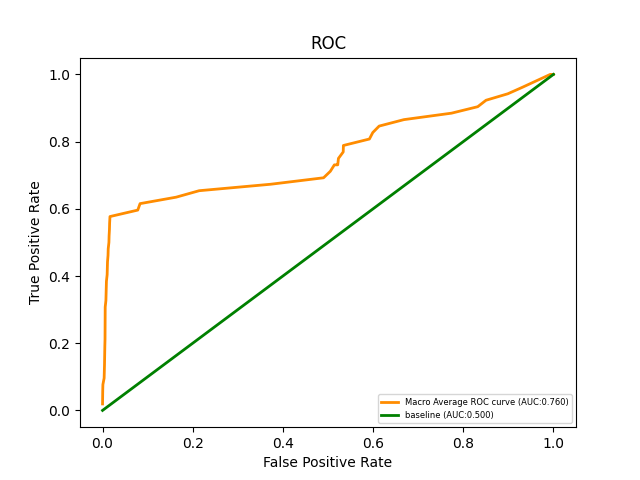 ROC
1.0
0.8
0.6
0.4
0.2
0.0
True Positive Rate
0.0 0.2 0.4 0.6 0.8 1.0
False Positive Rate
Macro Average ROC curve (AUC:0.760)
baseline (AUC:0.500)